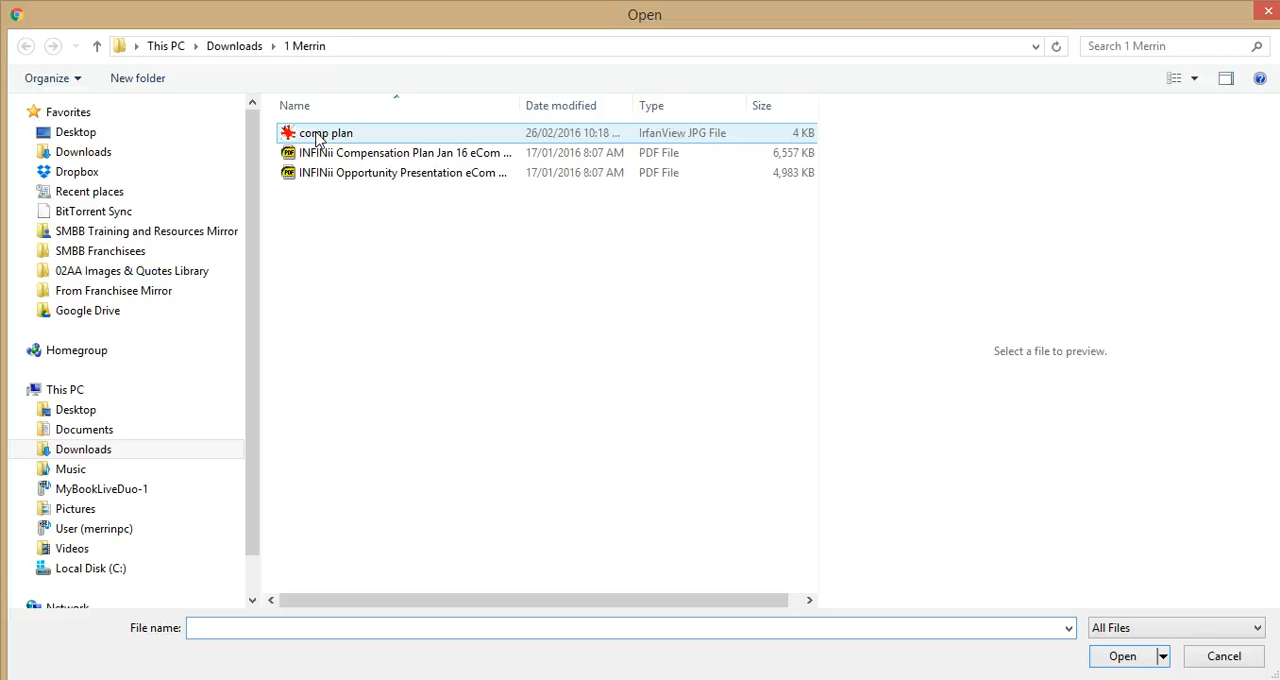 Open
This PC Downloads 1 Merrin
Search 1 Merrin
Organize New folder
Name Date modified Type Size
Favorites
Desktop
Downloads
Dropbox
Recent places
BitTorrent Sync
SMBB Training and Resources Mirror
SMBB Franchisees
02AA Images & Quotes Library
From Franchisee Mirror
Google Drive
Homegroup
This PC
Desktop
Documents
Downloads
Music
MyBookLiveDuo-1
Pictures
User (merrinpc)
Videos
Local Disk (C:)
Network
comp plan 26/02/2016 10:18 ... IrfanView JPG File 4 KB
INFINii Compensation Plan Jan 16 eCom ... 17/01/2016 8:07 AM PDF File 6,557 KB
INFINii Opportunity Presentation eCom ... 17/01/2016 8:07 AM PDF File 4,983 KB
Select a file to preview.
File name:
All Files
Open Cancel